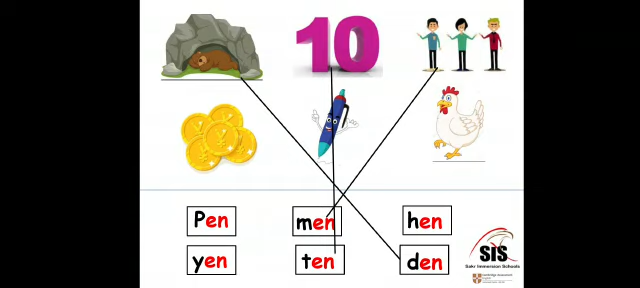 10
Pen men hen
yen ten den
SIS
Sakr Immersion Schools